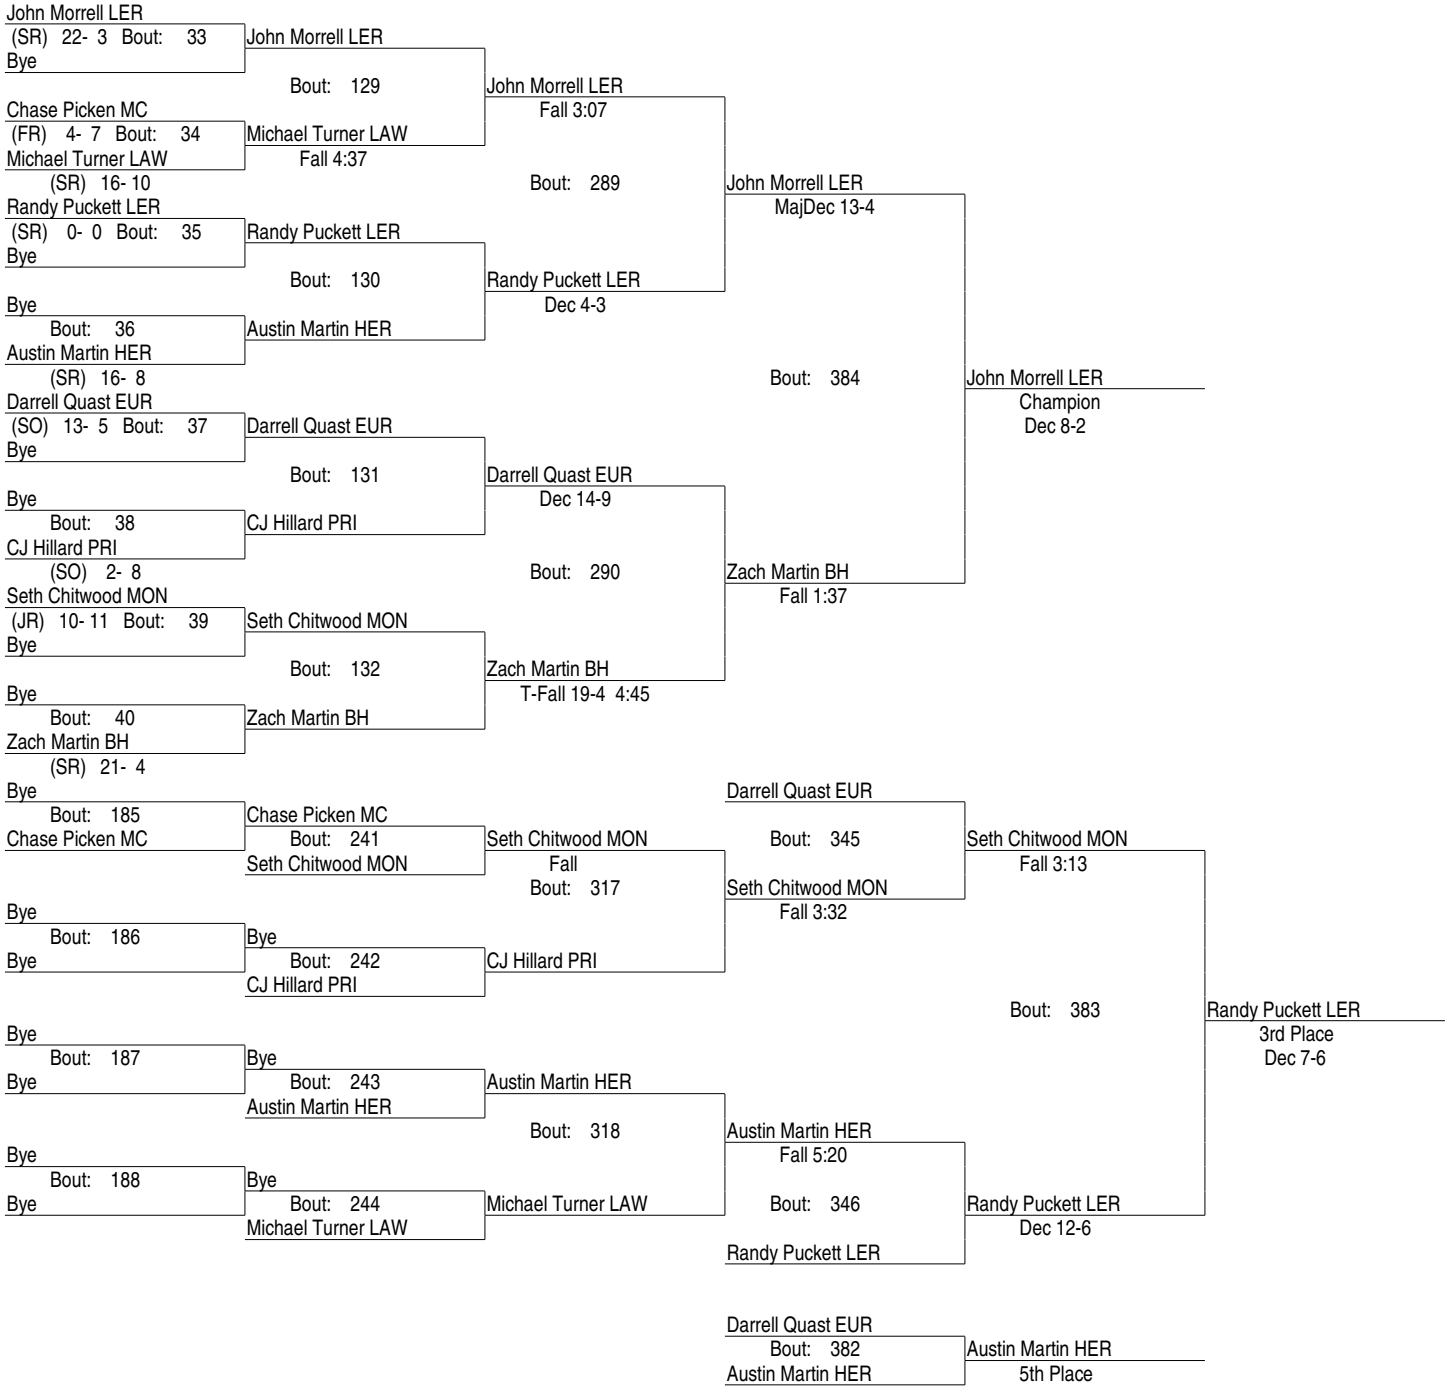 John Morrell LER
(SR) 22- 3 Bout: 33 John Morrell LER
Bye
Bout: 129 John Morrell LER
Chase Picken MC Fall 3:07
(FR) 4- 7 Bout: 34 Michael Turner LAW
Michael Turner LAW Fall 4:37
(SR) 16- 10 Bout: 289 John Morrell LER
Randy Puckett LER MajDec 13-4
(SR) 0- 0 Bout: 35 Randy Puckett LER
Bye
Bout: 130 Randy Puckett LER
Bye Dec 4-3
Bout: 36 Austin Martin HER
Austin Martin HER
(SR) 16- 8 Bout: 384 John Morrell LER
Darrell Quast EUR Champion
(SO) 13- 5 Bout: 37 Darrell Quast EUR Dec 8-2
Bye
Bout: 131 Darrell Quast EUR
Bye Dec 14-9
Bout: 38 CJ Hillard PRI
CJ Hillard PRI
(SO) 2- 8 Bout: 290 Zach Martin BH
Seth Chitwood MON Fall 1:37
(JR) 10- 11 Bout: 39 Seth Chitwood MON
Bye
Bout: 132 Zach Martin BH
Bye T-Fall 19-4 4:45
Bout: 40 Zach Martin BH
Zach Martin BH
(SR) 21- 4
Bye Darrell Quast EUR
Bout: 185 Chase Picken MC
Chase Picken MC Bout: 241 Seth Chitwood MON Bout: 345 Seth Chitwood MON
Seth Chitwood MON Fall Fall 3:13
Bout: 317 Seth Chitwood MON
Bye Fall 3:32
Bout: 186 Bye
Bye Bout: 242 CJ Hillard PRI
CJ Hillard PRI
Bout: 383 Randy Puckett LER
Bye 3rd Place
Bout: 187 Bye Dec 7-6
Bye Bout: 243 Austin Martin HER
Austin Martin HER
Bout: 318 Austin Martin HER
Bye Fall 5:20
Bout: 188 Bye
Bye Bout: 244 Michael Turner LAW Bout: 346 Randy Puckett LER
Michael Turner LAW Dec 12-6
Randy Puckett LER
Darrell Quast EUR
Bout: 382 Austin Martin HER
Austin Martin HER 5th Place